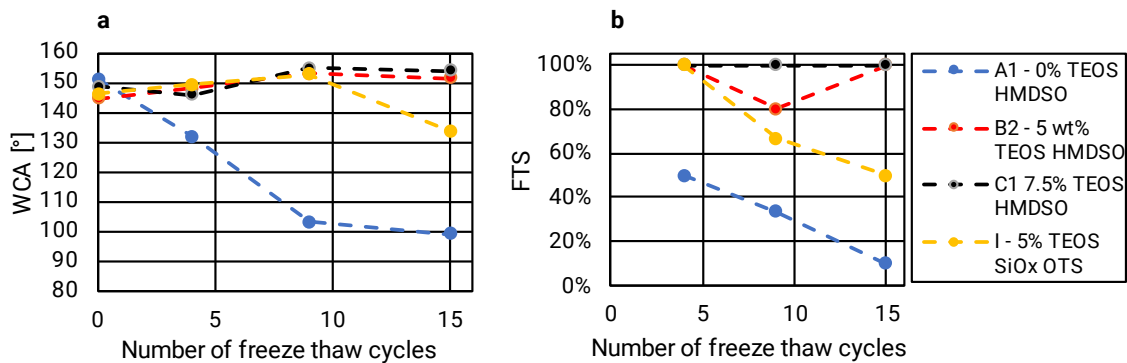 a
160
150
140
130
120
110
100
90
80
WCA [°]
0
5
10
15
Number of freeze thaw cycles
b
100%
80%
60%
40%
20%
0%
FTS
0
5
10
15
Number of freeze thaw cycles
A1 - 0% TEOS
HMDSO
B2 - 5 wt%
TEOS HMDSO
C1 7.5% TEOS
HMDSO
I - 5% TEOS
SiOx OTS